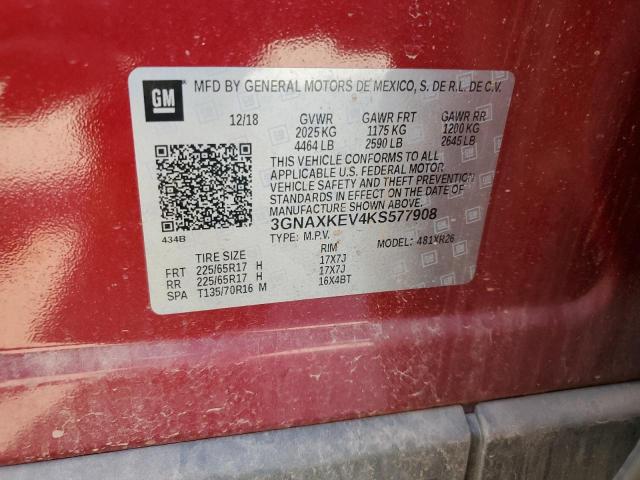 GM
MFD BY GENERAL MOTORS DE MEXICO, S. DE R.L. DE C.V.
12/18 GVWR GAWR FRT GAWR RR
2025 KG 1175 KG 1200 KG
4464 LB 2590 LB 2645 LB
THIS VEHICLE CONFORMS TO ALL
APPLICABLE U.S. FEDERAL MOTOR
VEHICLE SAFETY AND THEFT PREVENTION
STANDARDS IN EFFECT ON THE DATE OF
MANUFACTURE SHOWN ABOVE.
3GNAXKEV4KS577908
434B
TYPE: M.P.V. MODEL: 481XR26
TIRE SIZE RIM
FRT 225/65R17 H 17X7J
RR 225/65R17 H 17X7J
SPA T135/70R16 M 16X4BT